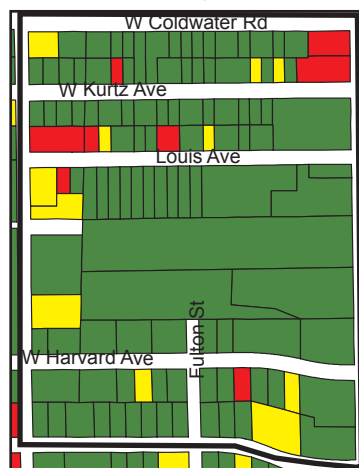 W Coldwater Rd
W Kurtz Ave
Louis Ave
Fulton St
W Harvard Ave